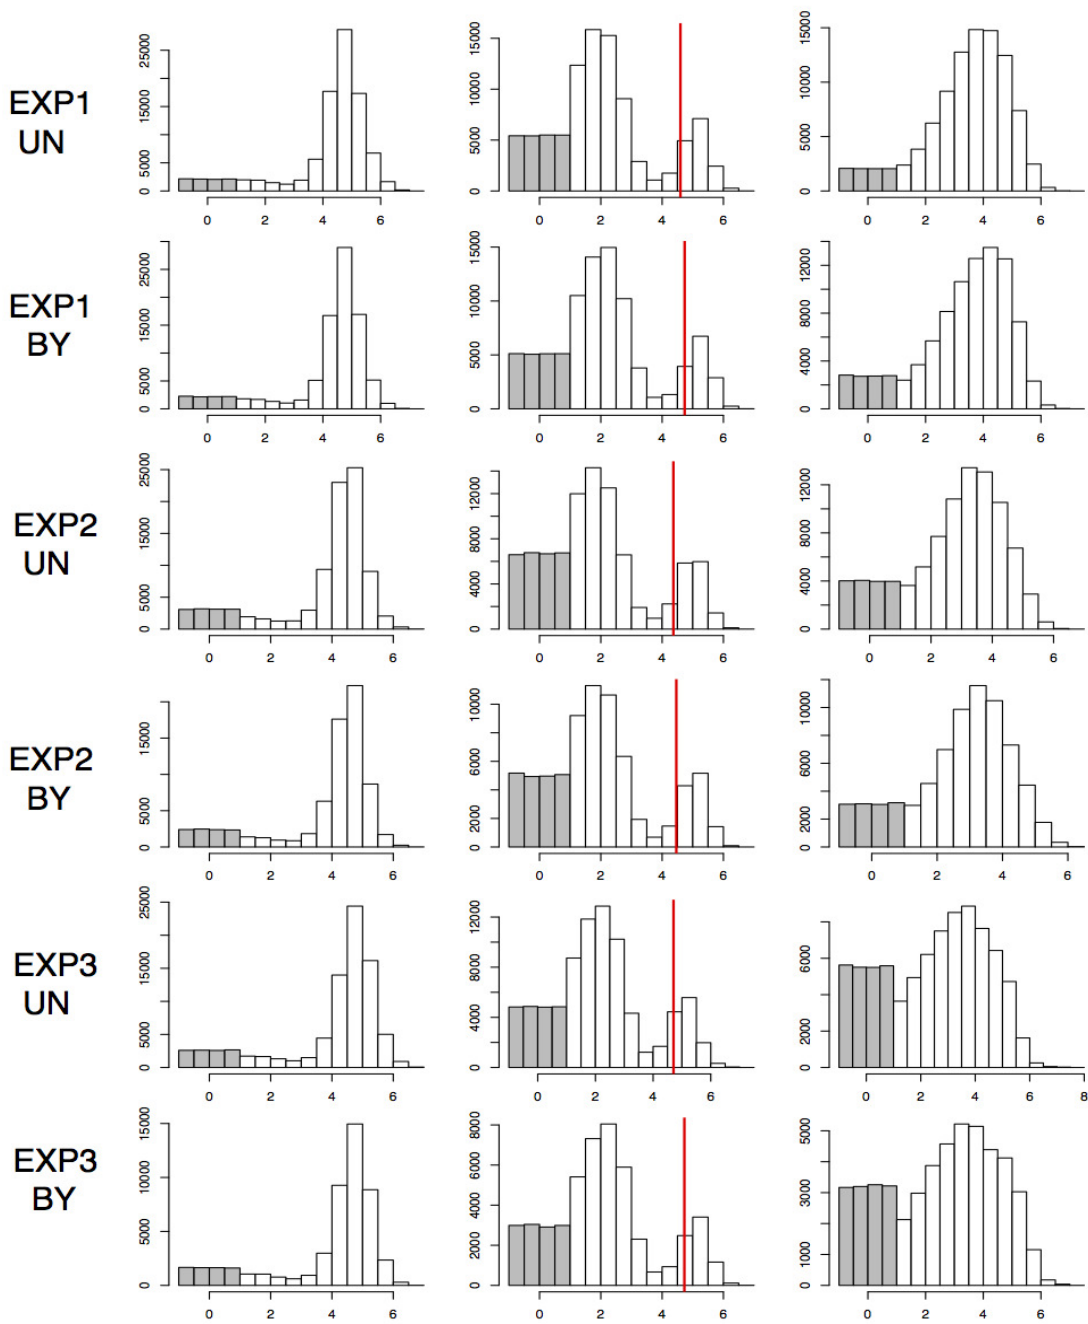 EXP1
UN
0 5000 15000 25000
0 2 4 6
0 5000 10000 15000
0 2 4 6
0 5000 10000 15000
0 2 4 6
EXP1
BY
0 5000 15000 25000
0 2 4 6
0 5000 10000 15000
0 2 4 6
0 4000 8000 12000
0 2 4 6
EXP2
UN
0 5000 15000 25000
0 2 4 6
0 4000 8000 12000
0 2 4 6
0 4000 8000 12000
0 2 4 6
EXP2
BY
0 5000 15000
0 2 4 6
0 2000 6000 10000
0 2 4 6
0 2000 6000 10000
0 2 4 6
EXP3
UN
0 5000 15000 25000
0 2 4 6
0 4000 8000 12000
0 2 4 6
0 2000 6000
0 2 4 6 8
EXP3
BY
0 5000 10000 15000
0 2 4 6
0 2000 4000 6000 8000
0 2 4 6
0 1000 3000 5000
0 2 4 6